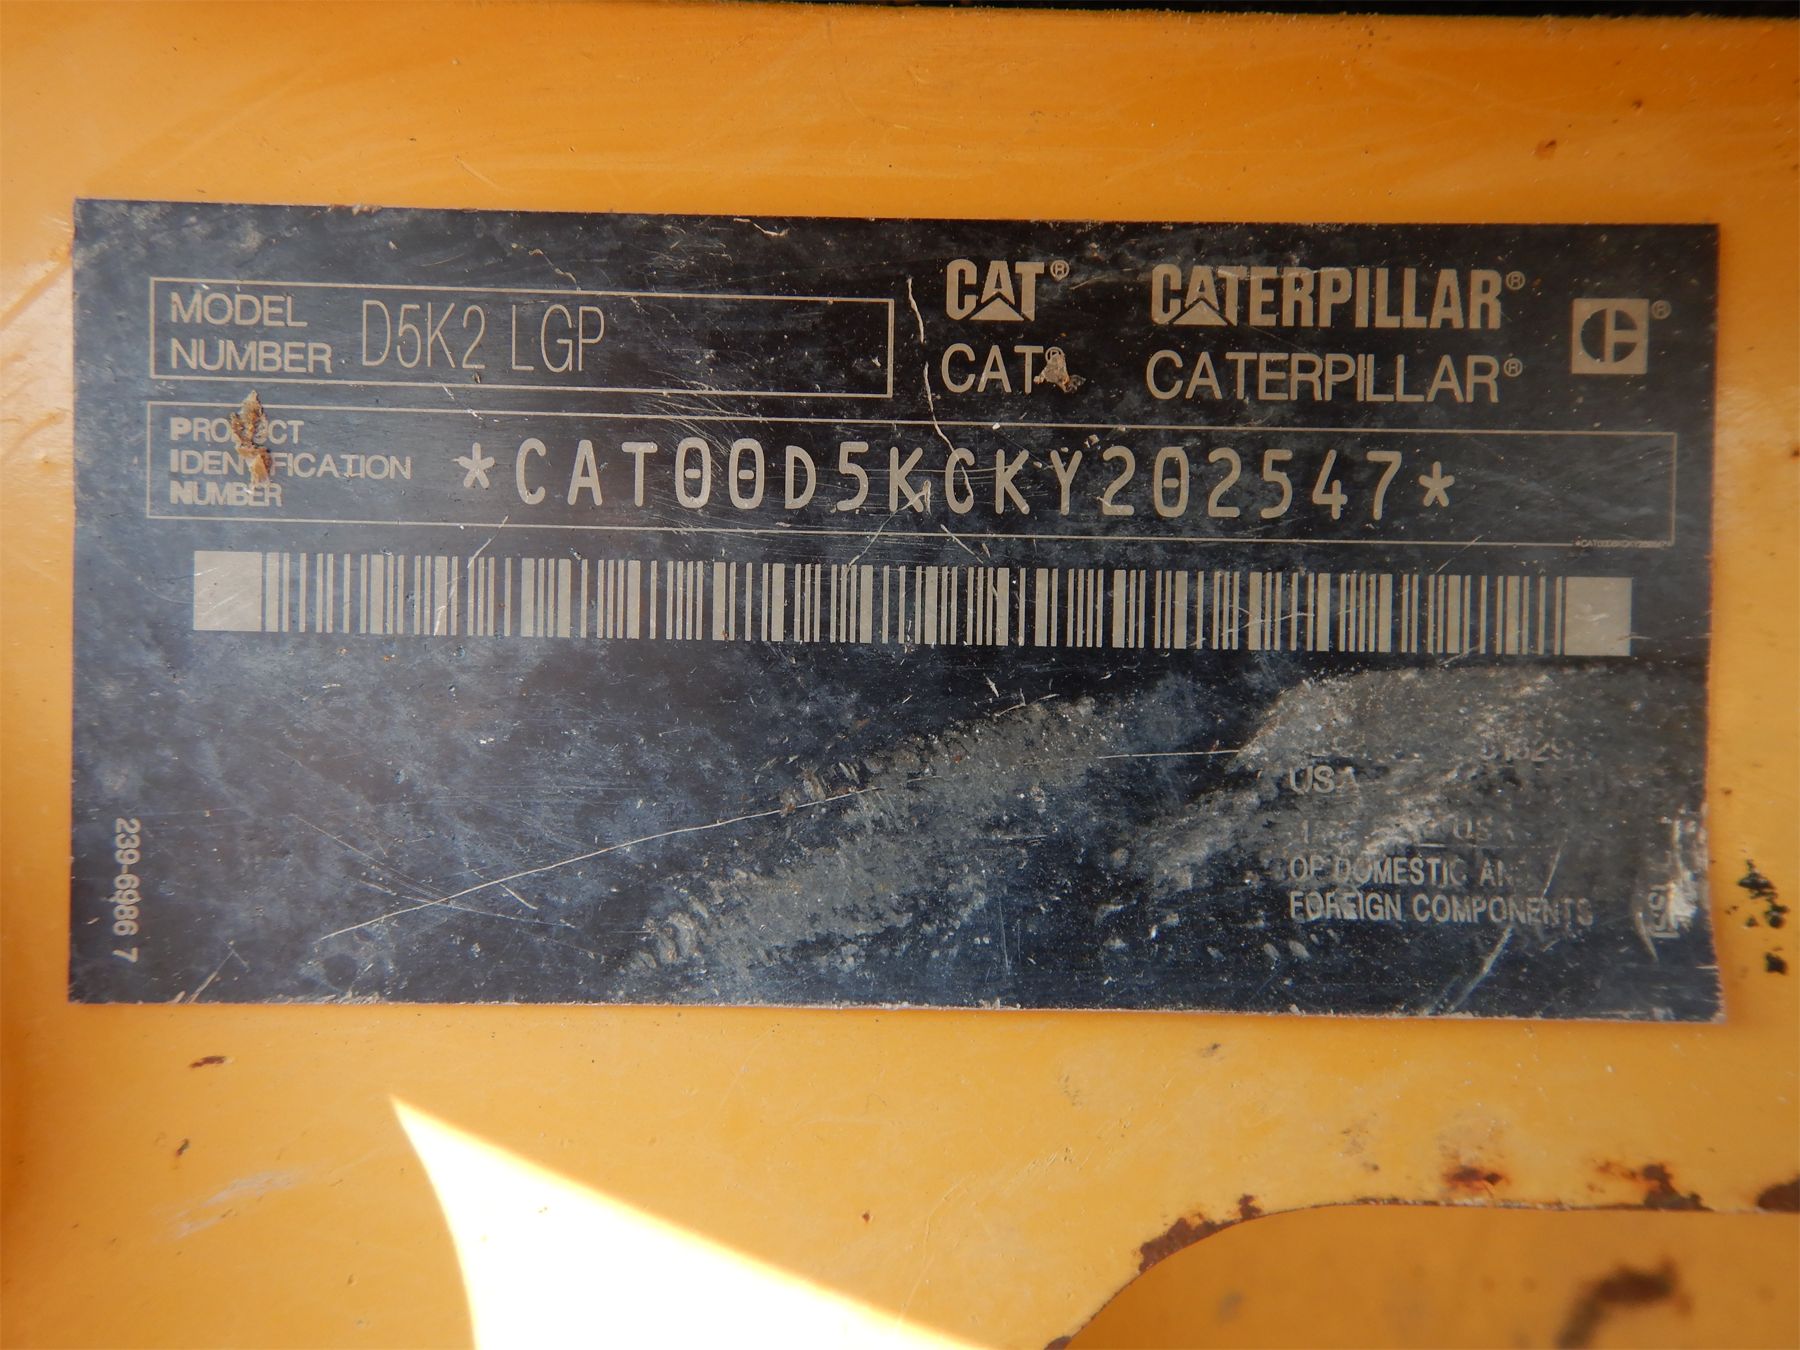 MODEL NUMBER D5K2 LGP
CAT® CATERPILLAR®
CAT® CATERPILLAR®
PRODUCT IDENTIFICATION NUMBER *CAT00D5KCKY202547*
USA
OF DOMESTIC AND
FOREIGN COMPONENTS
239-6986 7